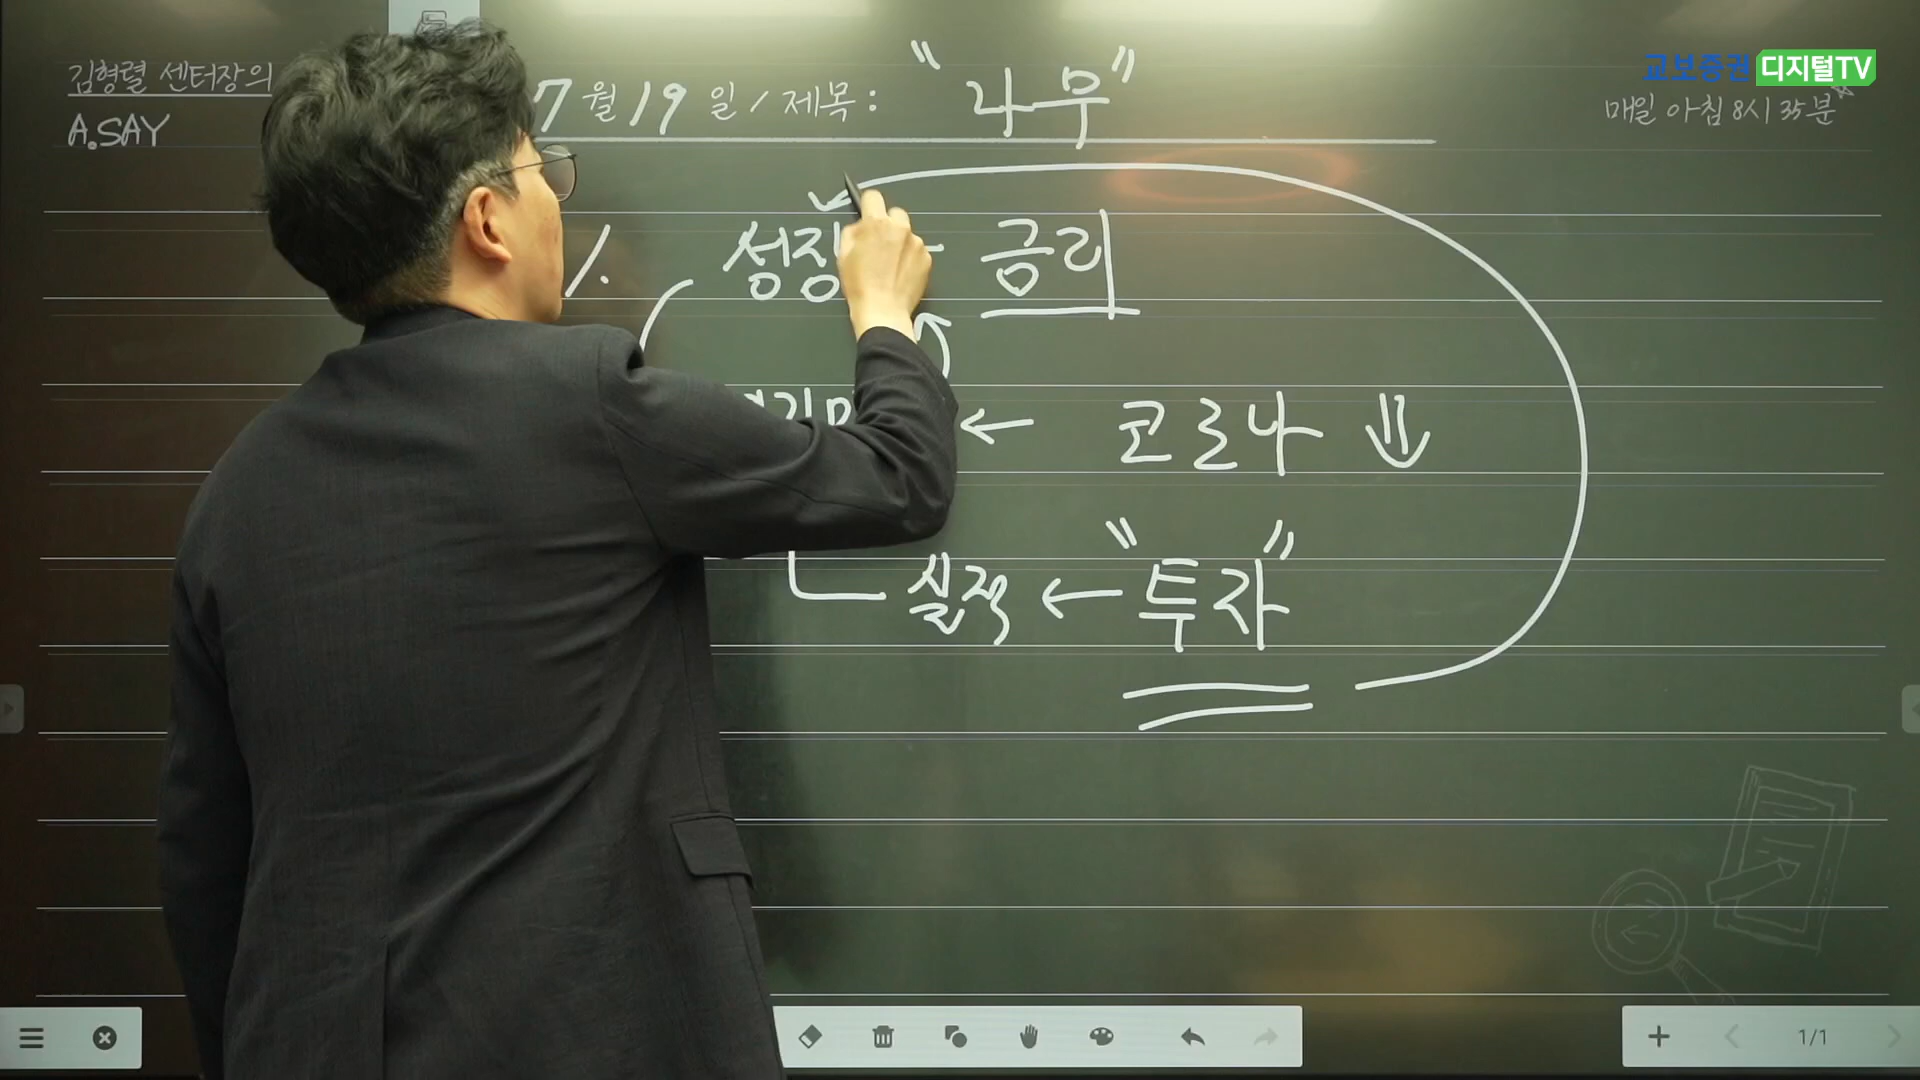 김형렬 센터장의
A.SAY
7월 19일 / 제목 : "나무"
교보증권 디지털TV
매일 아침 8시 35분
1. 성장 - 금리
← 코로나 ⇓
실적 ← "투자"
1/1